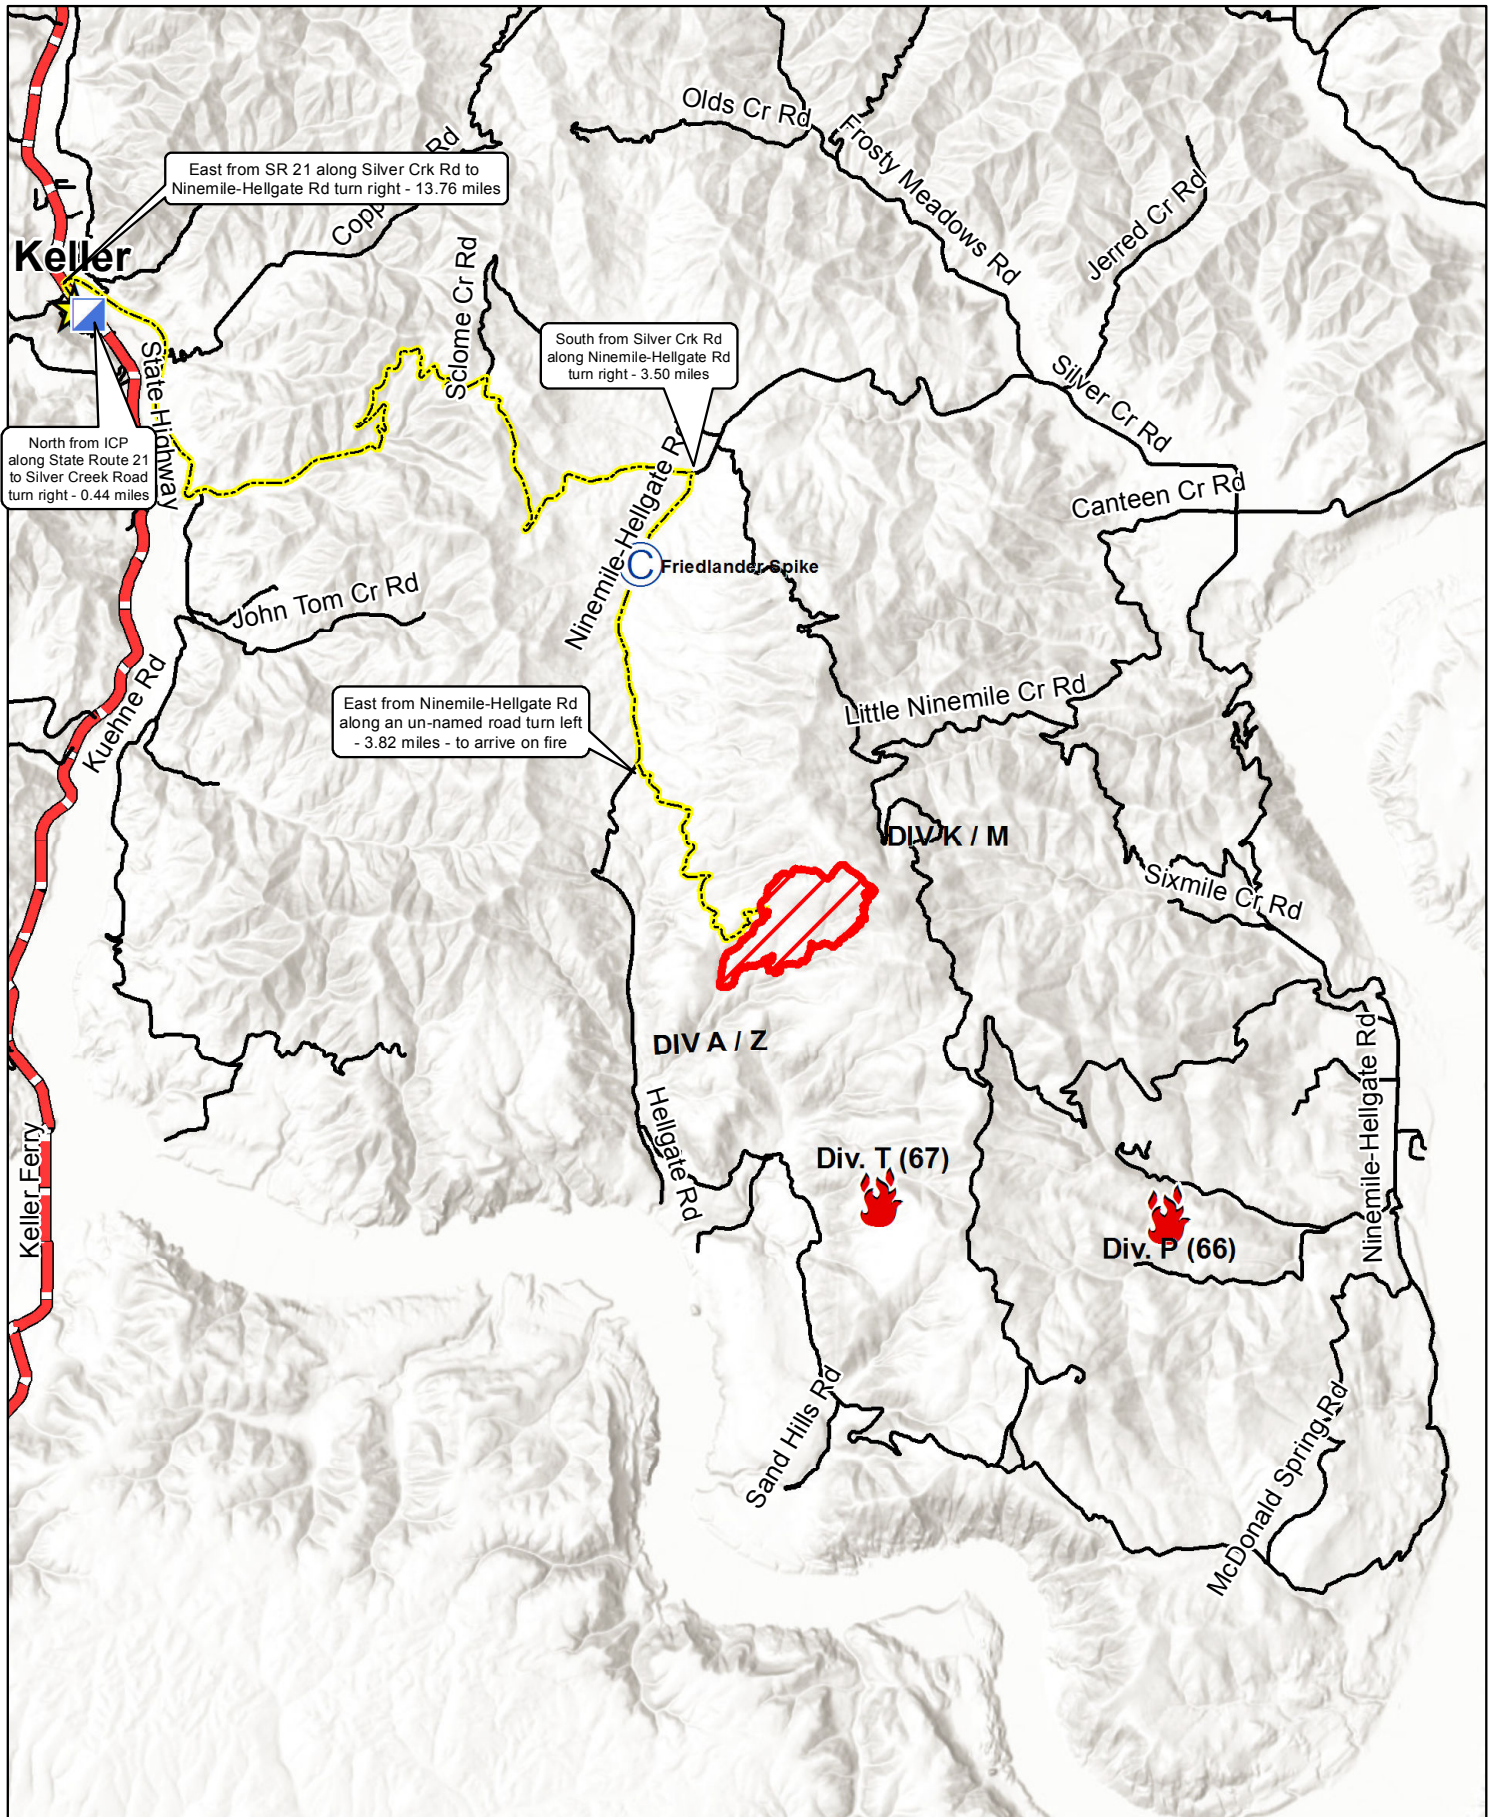 Olds Cr Rd
Frosty Meadows Rd
Rd
East from SR 21 along Silver Crk Rd to
Ninemile-Hellgate Rd turn right - 13.76 miles
Jerred Cr Rd
Keller
Sclome Cr Rd
South from Silver Crk Rd
along Ninemile-Hellgate Rd
turn right - 3.50 miles
State Highway
Silver Cr Rd
North from ICP
along State Route 21
to Silver Creek Road
turn right - 0.44 miles
Canteen Cr Rd
Ninemile-Hellgate Rd
C
Friedlander Spike
John Tom Cr Rd
Kuehne Rd
East from Ninemile-Hellgate Rd
along an un-named road turn left
- 3.82 miles - to arrive on fire
Little Ninemile Cr Rd
DIV K / M
Sixmile Cr Rd
DIV A / Z
Ninemile-Hellgate Rd
Hellgate Rd
Keller Ferry
Div. T (67)
Div. P (66)
Sand Hills Rd
McDonald Spring Rd